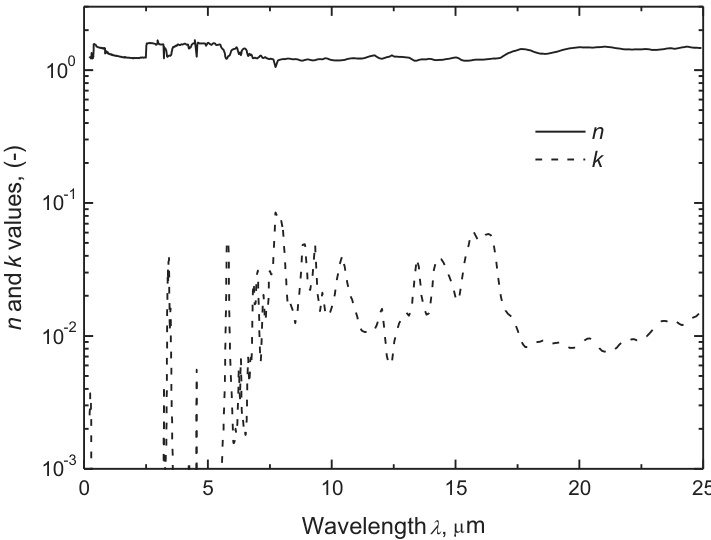 10⁰
10⁻¹
10⁻²
10⁻³
n and k values, (-)
n
k
0 5 10 15 20 25
Wavelength λ, μm